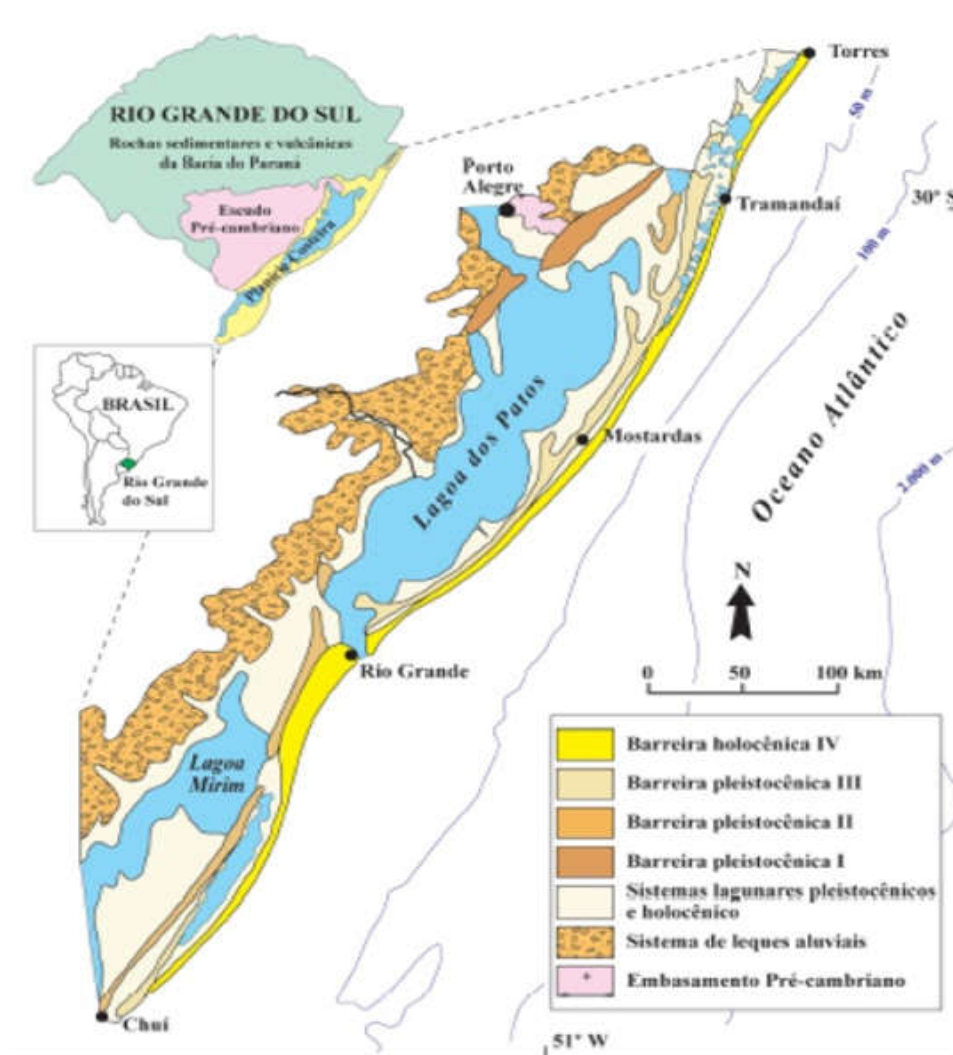 RIO GRANDE DO SUL
Rochas sedimentares e vulcânicas
da Bacia do Paraná
Escudo
Pré-cambriano
Planície Costeira
BRASIL
Rio Grande
do Sul
Torres
50 m
Porto
Alegre
Tramandaí
30° S
100 m
Oceano Atlântico
Lagoa dos Patos
Mostardas
2.000 m
N
Rio Grande
0 50 100 km
Lagoa
Mirim
Chuí
Barreira holocênica IV
Barreira pleistocênica III
Barreira pleistocênica II
Barreira pleistocênica I
Sistemas lagunares pleistocênicos
e holocênico
Sistema de leques aluviais
Embasamento Pré-cambriano
51° W